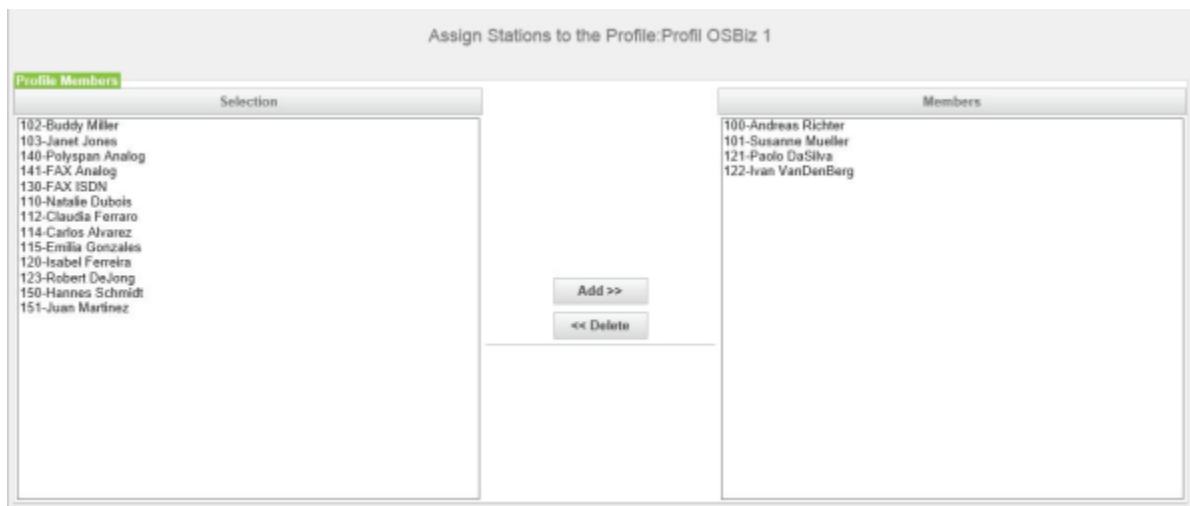 Assign Stations to the Profile:Profil OSBiz 1
Profile Members
Selection
102-Buddy Miller
103-Janet Jones
140-Polyspan Analog
141-FAX Analog
130-FAX ISDN
110-Natalie Dubois
112-Claudia Ferraro
114-Carlos Alvarez
115-Emilia Gonzales
120-Isabel Ferreira
123-Robert DeJong
150-Hannes Schmidt
151-Juan Martinez
Add >>
<< Delete
Members
100-Andreas Richter
101-Susanne Mueller
121-Paolo DaSilva
122-Ivan VanDenBerg